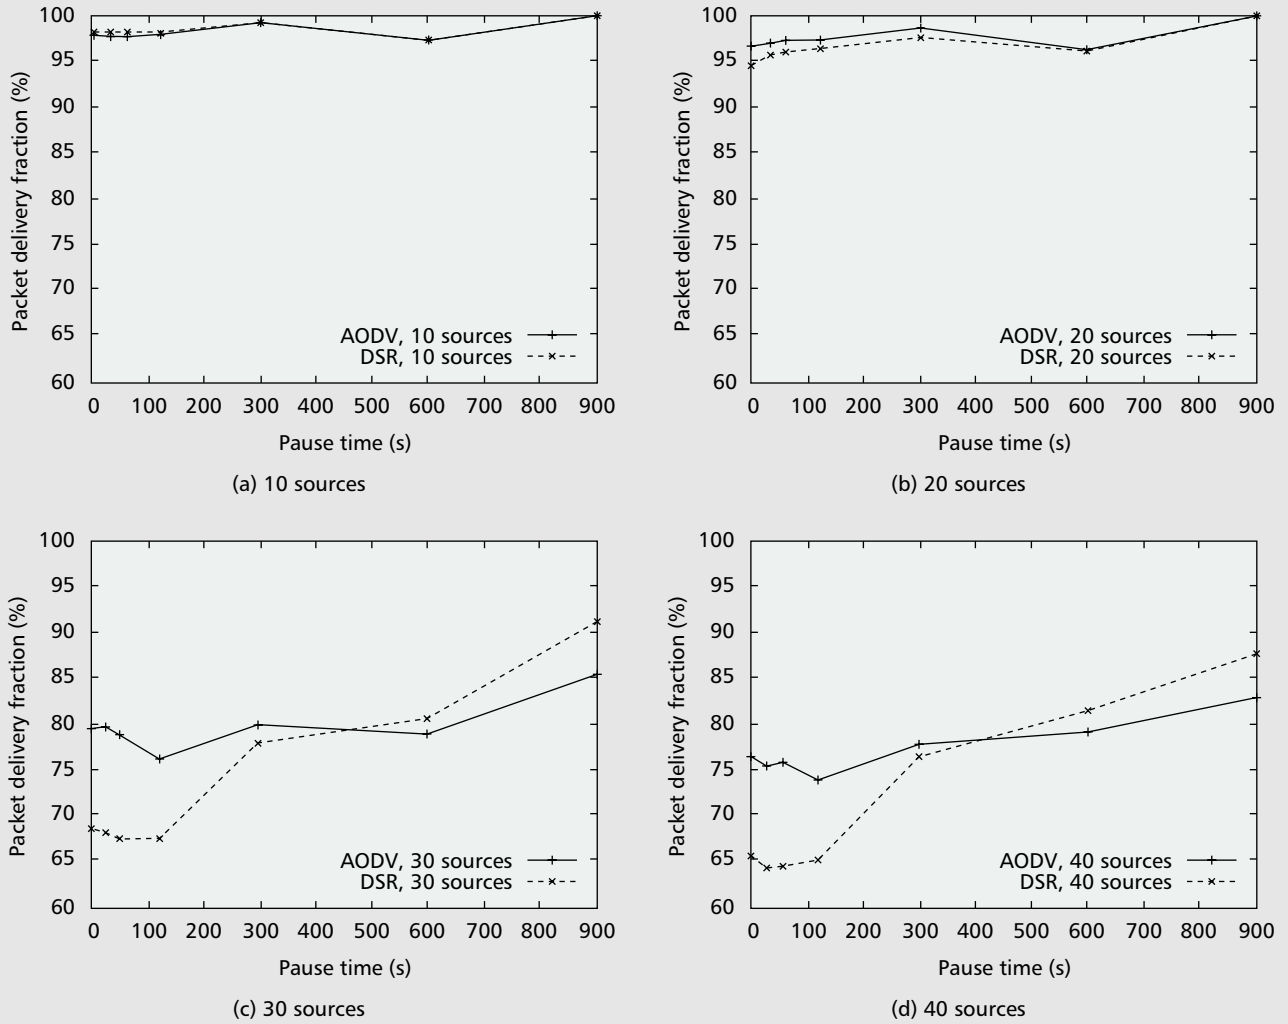 Packet delivery fraction (%)
100
95
90
85
80
75
70
65
60
AODV, 10 sources
DSR, 10 sources
0 100 200 300 400 500 600 700 800 900
Pause time (s)
(a) 10 sources
Packet delivery fraction (%)
100
95
90
85
80
75
70
65
60
AODV, 20 sources
DSR, 20 sources
0 100 200 300 400 500 600 700 800 900
Pause time (s)
(b) 20 sources
Packet delivery fraction (%)
100
95
90
85
80
75
70
65
60
AODV, 30 sources
DSR, 30 sources
0 100 200 300 400 500 600 700 800 900
Pause time (s)
(c) 30 sources
Packet delivery fraction (%)
100
95
90
85
80
75
70
65
60
AODV, 40 sources
DSR, 40 sources
0 100 200 300 400 500 600 700 800 900
Pause time (s)
(d) 40 sources